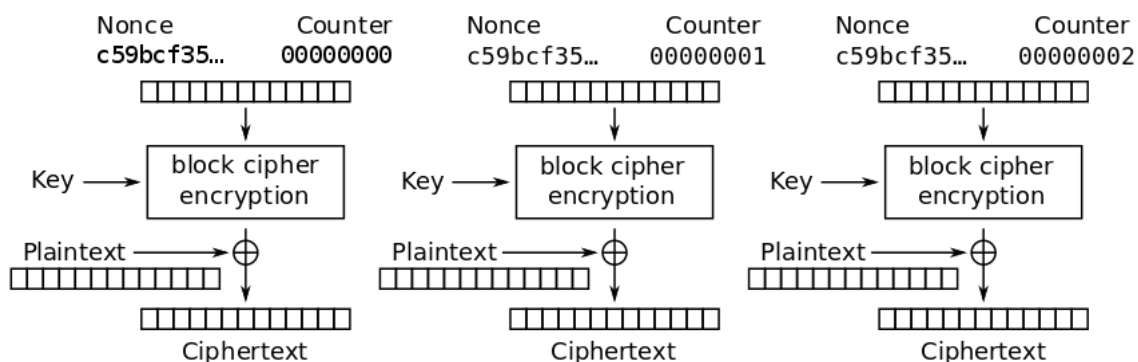 Nonce Counter Nonce Counter Nonce Counter
c59bcf35… 00000000 c59bcf35… 00000001 c59bcf35… 00000002
block cipher block cipher block cipher
Key Key Key
encryption encryption encryption
Plaintext Plaintext Plaintext
Ciphertext Ciphertext Ciphertext